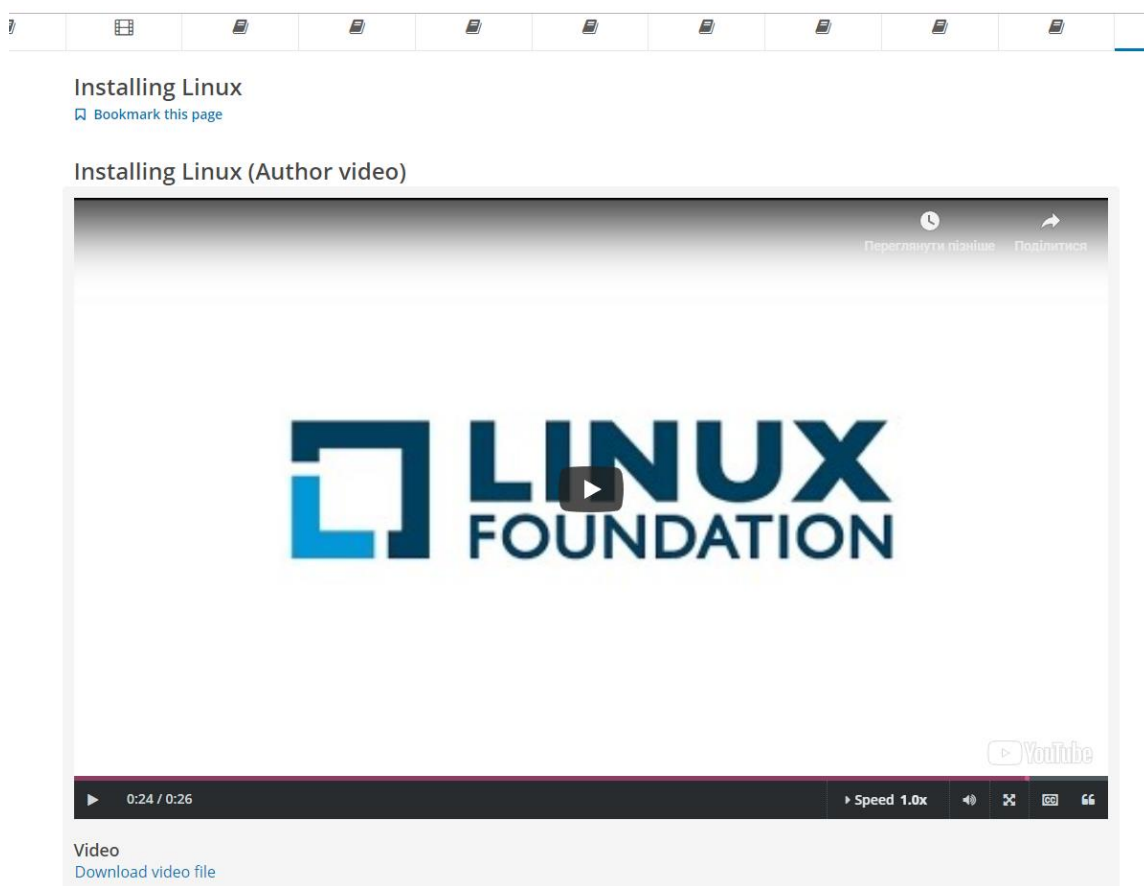 Installing Linux
Bookmark this page
Installing Linux (Author video)
Переглянути пізніше Поділитися
LINUX
FOUNDATION
YouTube
0:24 / 0:26 Speed 1.0x CC
Video
Download video file